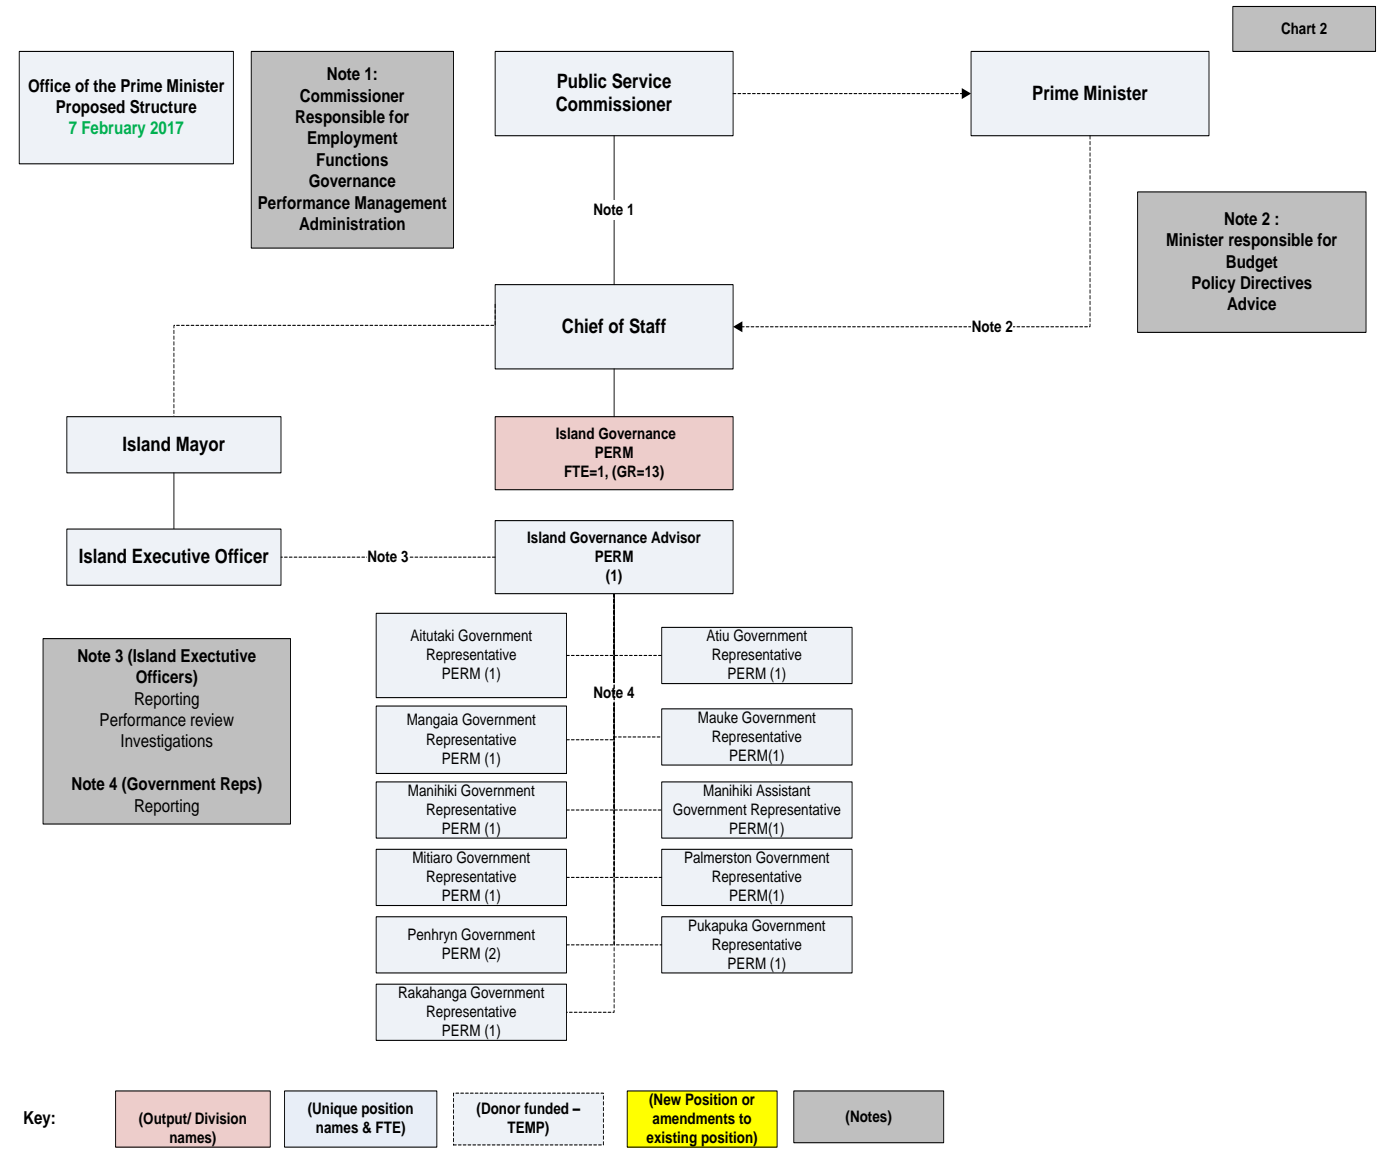 Chart 2
Office of the Prime Minister
Proposed Structure
7 February 2017
Note 1:
Commissioner
Responsible for
Employment
Functions
Governance
Performance Management
Administration
Public Service
Commissioner
Prime Minister
Note 1
Note 2 :
Minister responsible for
Budget
Policy Directives
Advice
Chief of Staff
Note 2
Island Mayor
Island Governance
PERM
FTE=1, (GR=13)
Island Executive Officer
Note 3
Island Governance Advisor
PERM
(1)
Note 3 (Island Exectutive
Officers)
Reporting
Performance review
Investigations
Note 4 (Government Reps)
Reporting
Aitutaki Government
Representative
PERM (1)
Atiu Government
Representative
PERM (1)
Note 4
Mangaia Government
Representative
PERM (1)
Mauke Government
Representative
PERM(1)
Manihiki Government
Representative
PERM (1)
Manihiki Assistant
Government Representative
PERM(1)
Mitiaro Government
Representative
PERM (1)
Palmerston Government
Representative
PERM(1)
Penhryn Government
PERM (2)
Pukapuka Government
Representative
PERM (1)
Rakahanga Government
Representative
PERM (1)
Key:
(Output/ Division
names)
(Unique position
names & FTE)
(Donor funded –
TEMP)
(New Position or
amendments to
existing position)
(Notes)